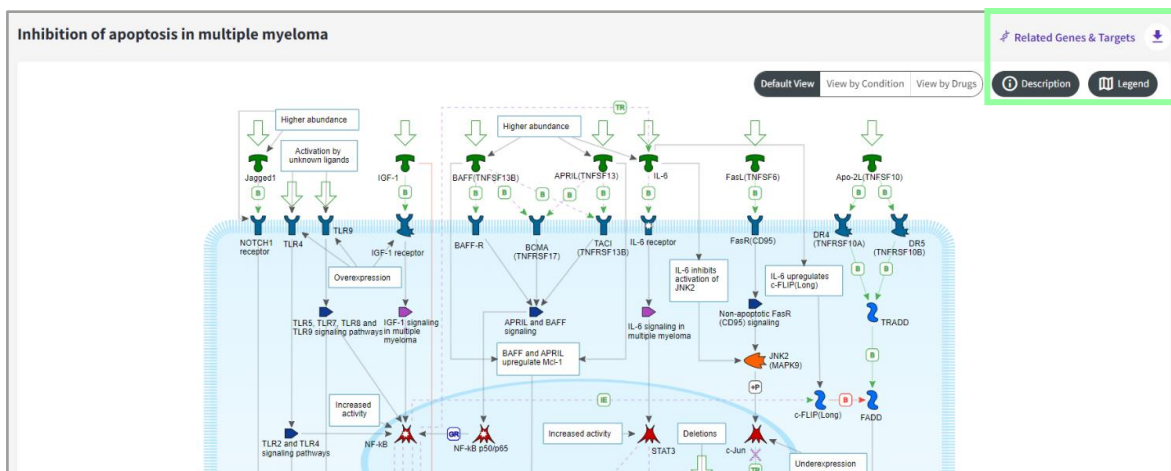 Inhibition of apoptosis in multiple myeloma
Related Genes & Targets
Default View
View by Condition
View by Drugs
Description
Legend
TR
Higher abundance
Higher abundance
Activation by
unknown ligands
Jagged1
IGF-1
BAFF(TNFSF13B)
APRIL(TNFSF13)
IL-6
FasL(TNFSF6)
Apo-2L(TNFSF10)
B
B
B
B
B
B
B
B
B
B
B
NOTCH1
receptor
TLR4
TLR9
IGF-1 receptor
BAFF-R
BCMA
(TNFRSF17)
TACI
(TNFRSF13B)
IL-6 receptor
FasR(CD95)
DR4
(TNFRSF10A)
DR5
(TNFRSF10B)
B
B
Overexpression
IL-6 inhibits
activation of
JNK2
IL-6 upregulates
c-FLIP(Long)
TLR5, TLR7, TLR8 and
TLR9 signaling pathways
IGF-1 signaling
in multiple
myeloma
APRIL and BAFF
signaling
IL-6 signaling in
multiple myeloma
Non-apoptotic FasR
(CD95) signaling
TRADD
BAFF and APRIL
upregulate Mcl-1
JNK2
(MAPK9)
B
+P
Increased
activity
IE
B
c-FLIP(Long)
FADD
TLR2 and TLR4
signaling pathways
NF-kB
GR
NF-kB p50/p65
Increased activity
STAT3
Deletions
c-Jun
TR
Underexpression